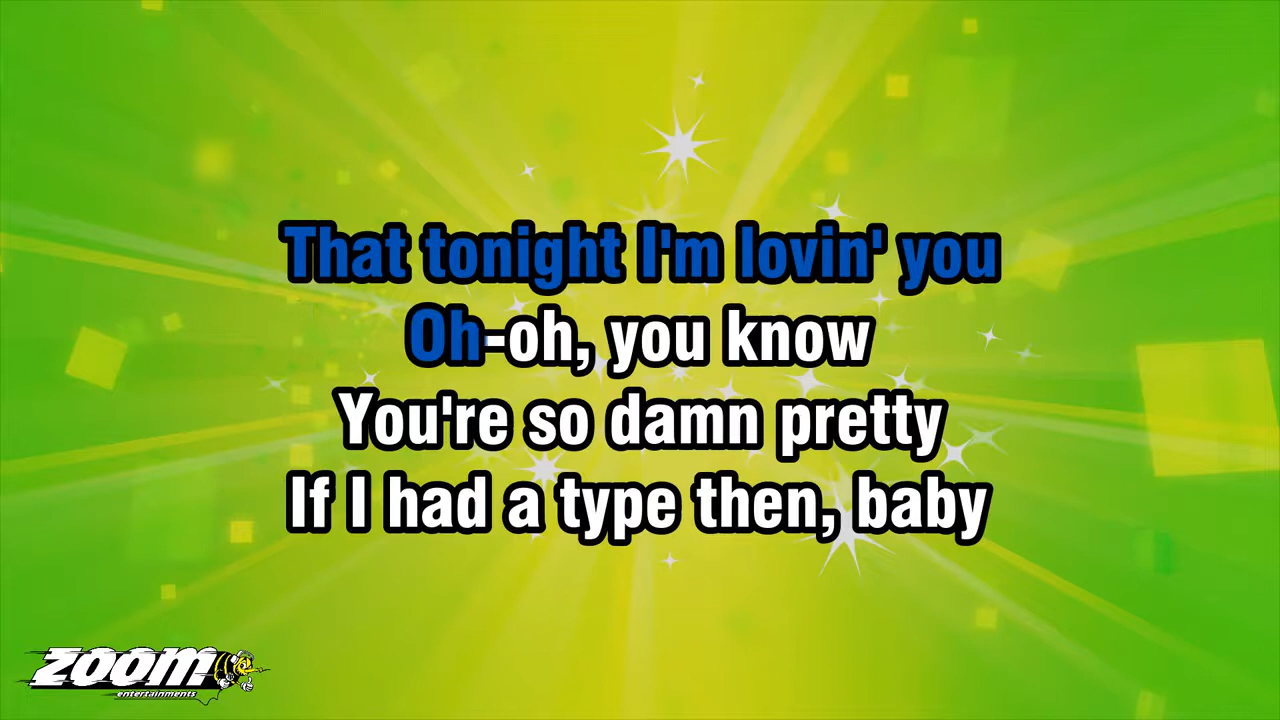 That tonight I'm lovin' you
Oh-oh, you know
You're so damn pretty
If I had a type then, baby
ZOOM
entertainments